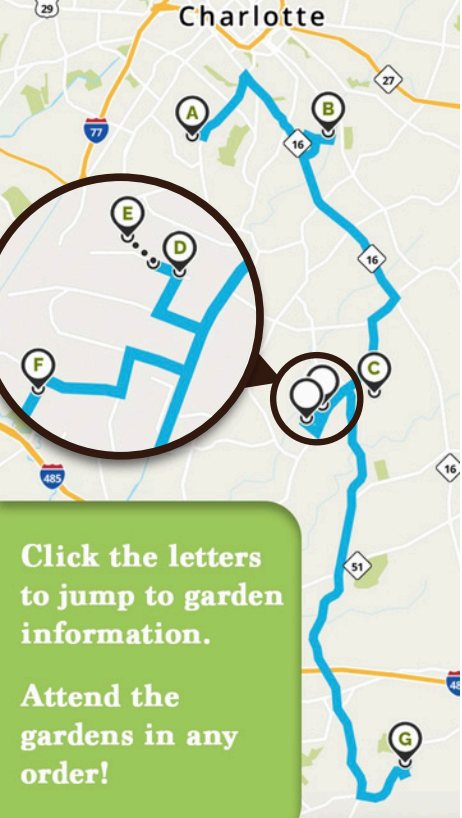 29
Charlotte
27
A
B
77
16
E
D
16
F
C
485
16
Click the letters
to jump to garden
information.
51
Attend the
gardens in any
order!
G